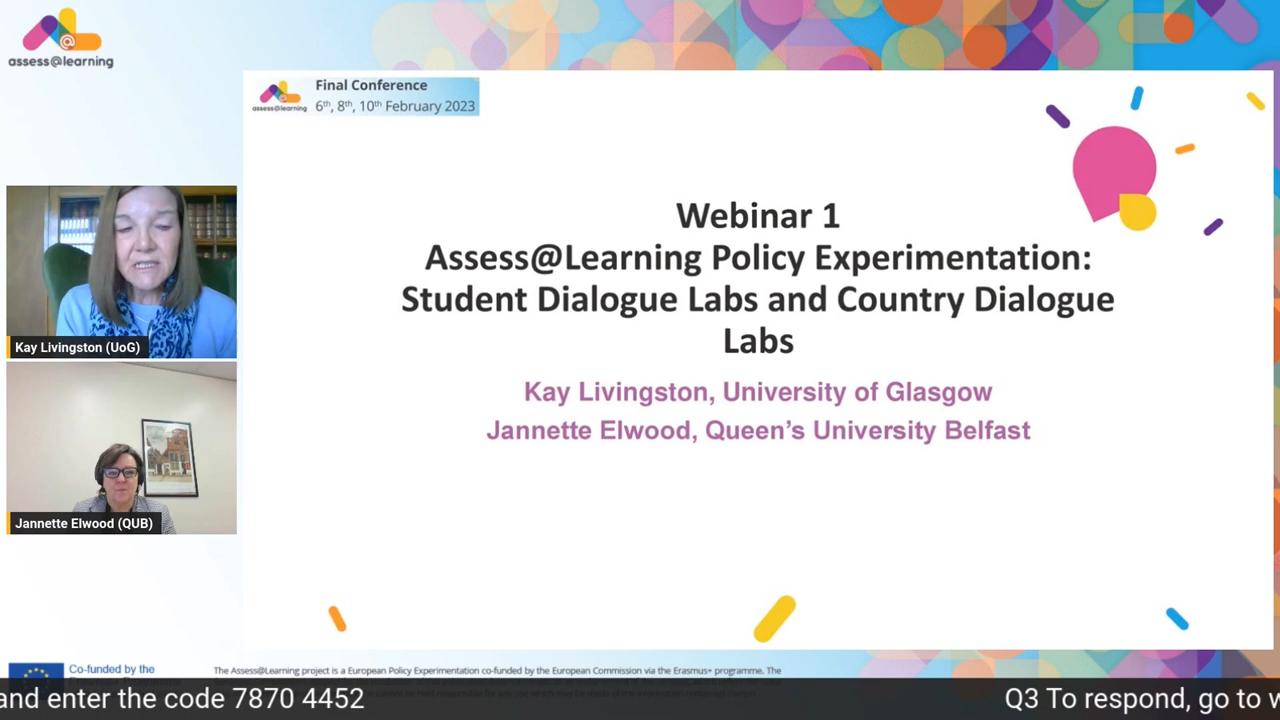 assess@learning
assess@learning
Final Conference
6th, 8th, 10th February 2023
Webinar 1
Assess@Learning Policy Experimentation:
Student Dialogue Labs and Country Dialogue
Labs
Kay Livingston, University of Glasgow
Jannette Elwood, Queen's University Belfast
Kay Livingston (UoG)
Jannette Elwood (QUB)
Co-funded by the
The Assess@Learning project is a European Policy Experimentation co-funded by the European Commission via the Erasmus+ programme. The
and enter the code 7870 4452
Q3 To respond, go to